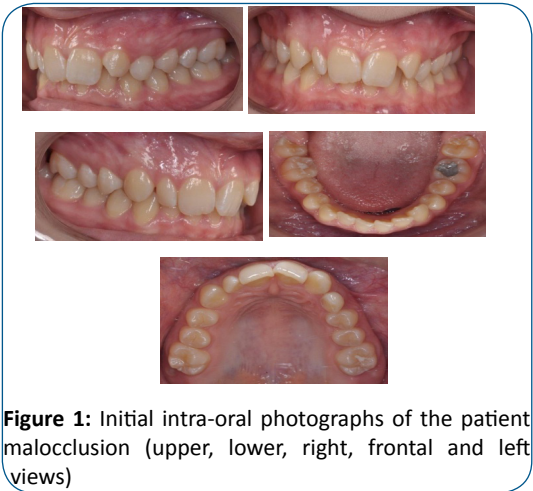 Figure 1: Initial intra-oral photographs of the patient
malocclusion (upper, lower, right, frontal and left
views)